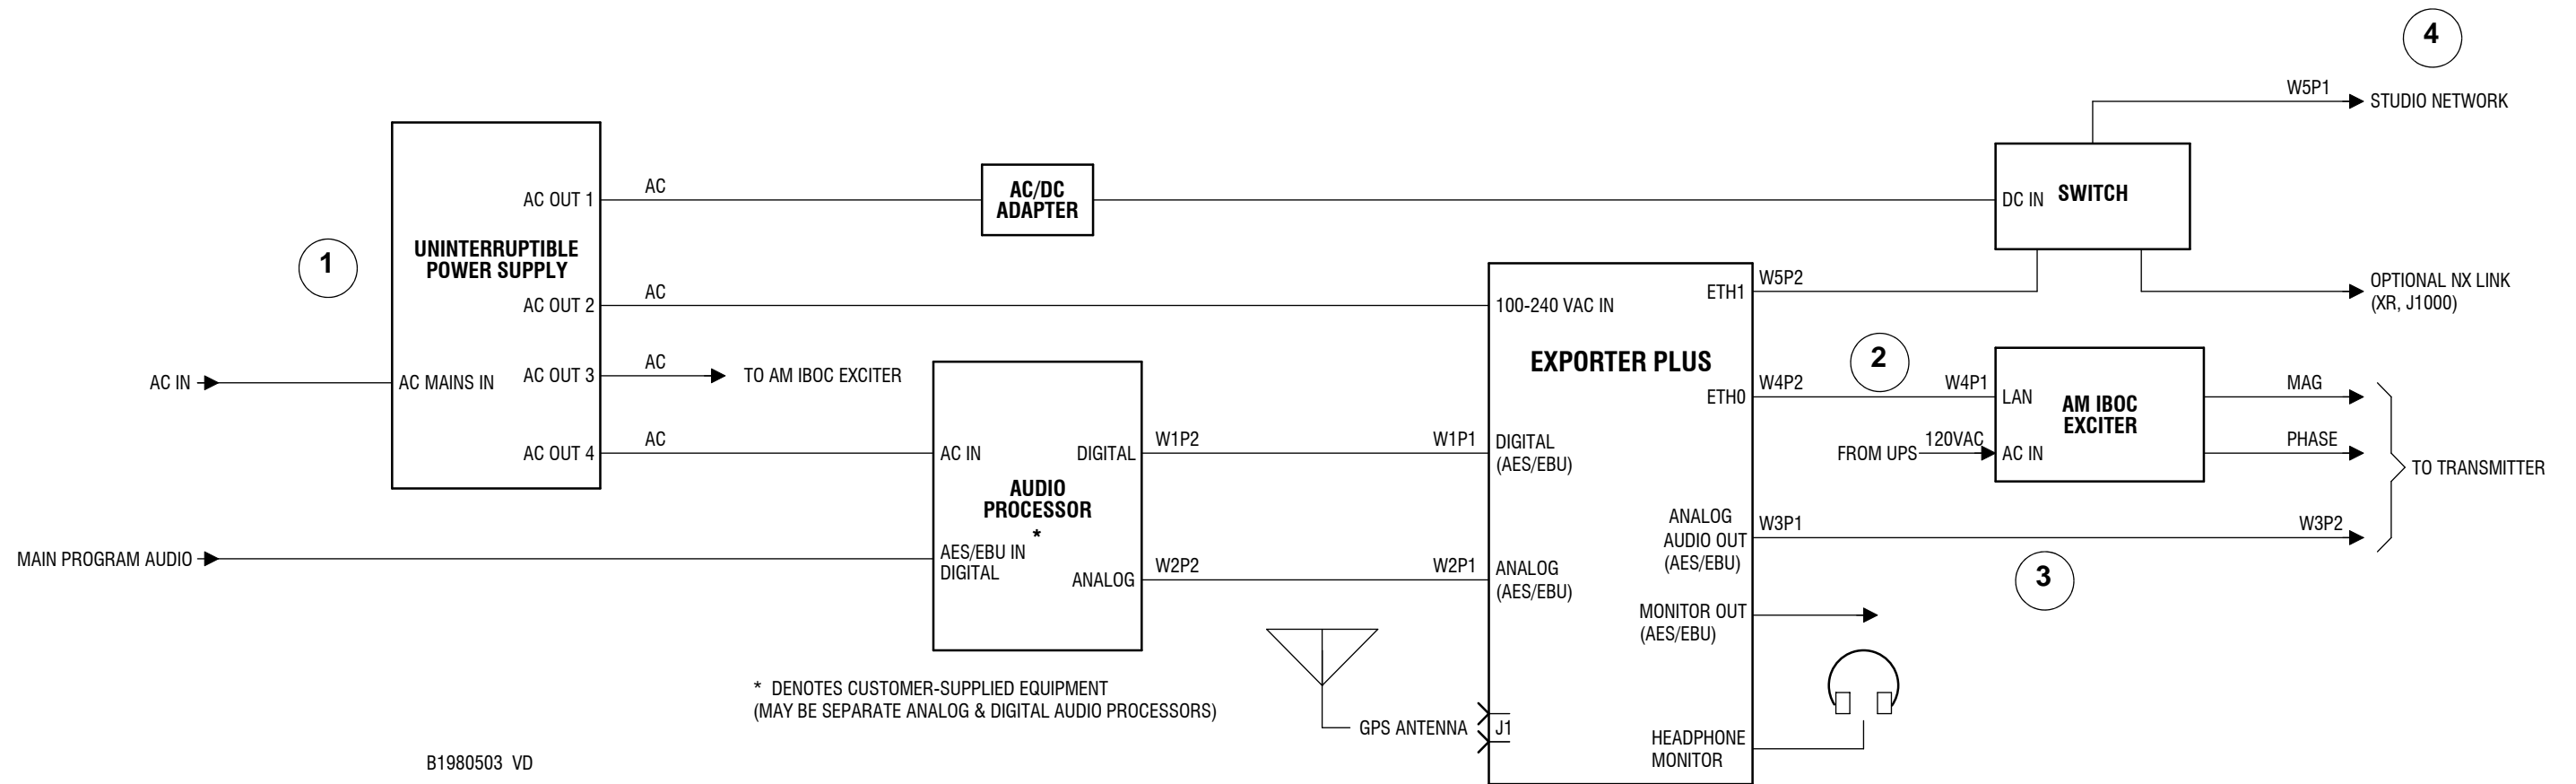 4
W5P1
STUDIO NETWORK
AC OUT 1
AC
AC/DC
ADAPTER
DC IN
SWITCH
1
UNINTERRUPTIBLE
POWER SUPPLY
AC OUT 2
AC
100-240 VAC IN
ETH1
W5P2
OPTIONAL NX LINK
(XR, J1000)
AC IN
AC MAINS IN
AC OUT 3
AC
TO AM IBOC EXCITER
EXPORTER PLUS
ETH0
W4P2
2
W4P1
LAN
AM IBOC
EXCITER
MAG
AC OUT 4
AC
AC IN
DIGITAL
W1P2
W1P1
DIGITAL
(AES/EBU)
FROM UPS
120VAC
AC IN
PHASE
TO TRANSMITTER
AUDIO
PROCESSOR
*
ANALOG
AUDIO OUT
(AES/EBU)
W3P1
W3P2
MAIN PROGRAM AUDIO
AES/EBU IN
DIGITAL
ANALOG
W2P2
W2P1
ANALOG
(AES/EBU)
3
MONITOR OUT
(AES/EBU)
* DENOTES CUSTOMER-SUPPLIED EQUIPMENT
(MAY BE SEPARATE ANALOG & DIGITAL AUDIO PROCESSORS)
GPS ANTENNA
J1
HEADPHONE
MONITOR
B1980503 VD